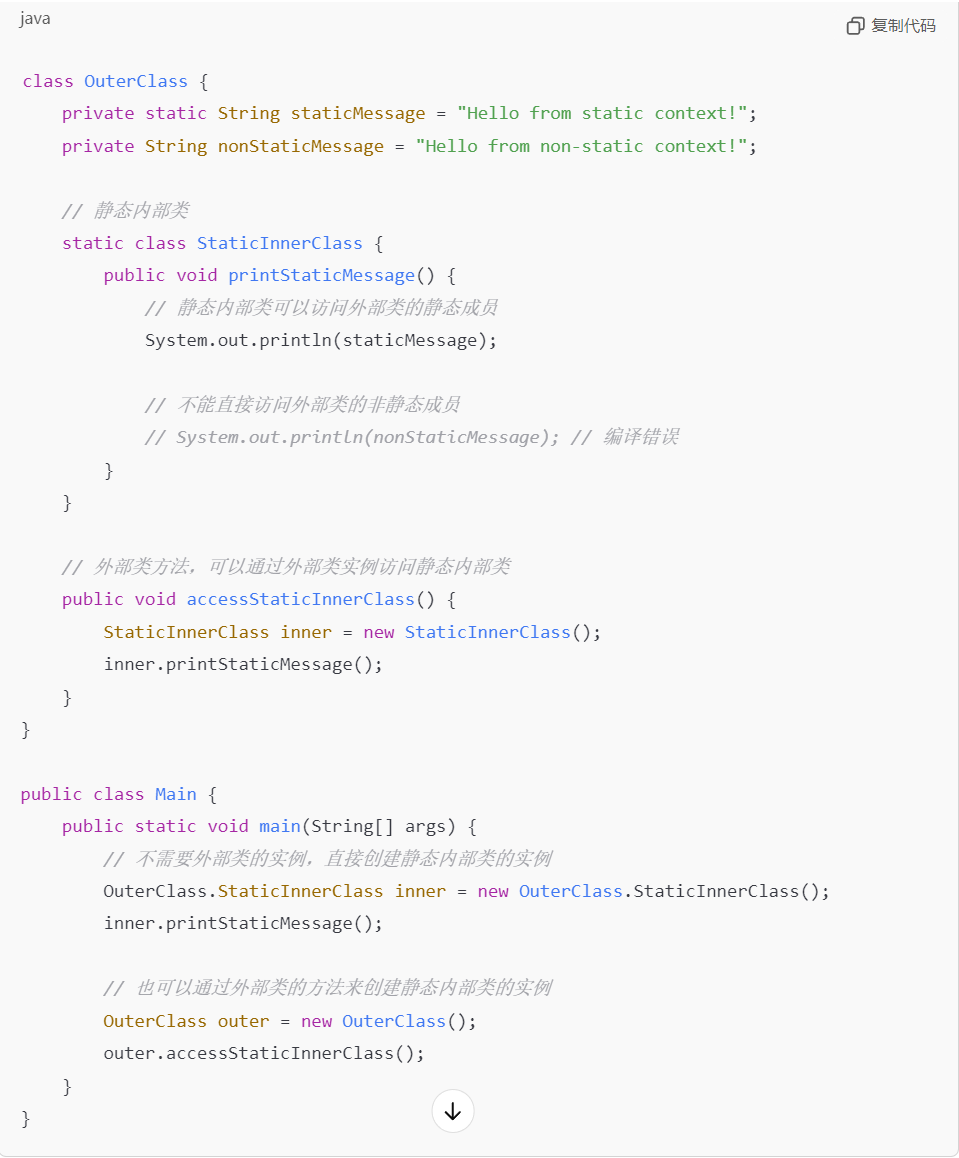 java
复制代码
class OuterClass {
    private static String staticMessage = "Hello from static context!";
    private String nonStaticMessage = "Hello from non-static context!";

    // 静态内部类
    static class StaticInnerClass {
        public void printStaticMessage() {
            // 静态内部类可以访问外部类的静态成员
            System.out.println(staticMessage);

            // 不能直接访问外部类的非静态成员
            // System.out.println(nonStaticMessage); // 编译错误
        }
    }

    // 外部类方法，可以通过外部类实例访问静态内部类
    public void accessStaticInnerClass() {
        StaticInnerClass inner = new StaticInnerClass();
        inner.printStaticMessage();
    }
}

public class Main {
    public static void main(String[] args) {
        // 不需要外部类的实例，直接创建静态内部类的实例
        OuterClass.StaticInnerClass inner = new OuterClass.StaticInnerClass();
        inner.printStaticMessage();

        // 也可以通过外部类的方法来创建静态内部类的实例
        OuterClass outer = new OuterClass();
        outer.accessStaticInnerClass();
    }
}